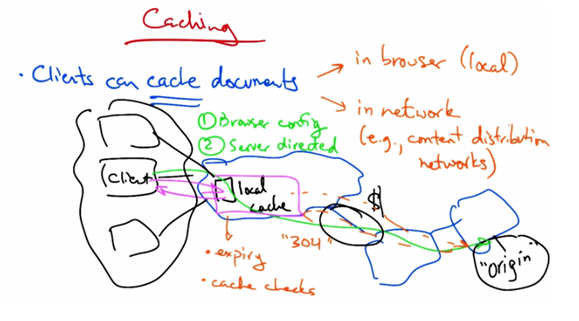 Caching
• Clients can cache documents
in browser (local)
in network
(e.g., content distribution
networks)
① Browser config
② Server directed
Client
local
cache
$
"304"
• expiry
• cache checks
"Origin"